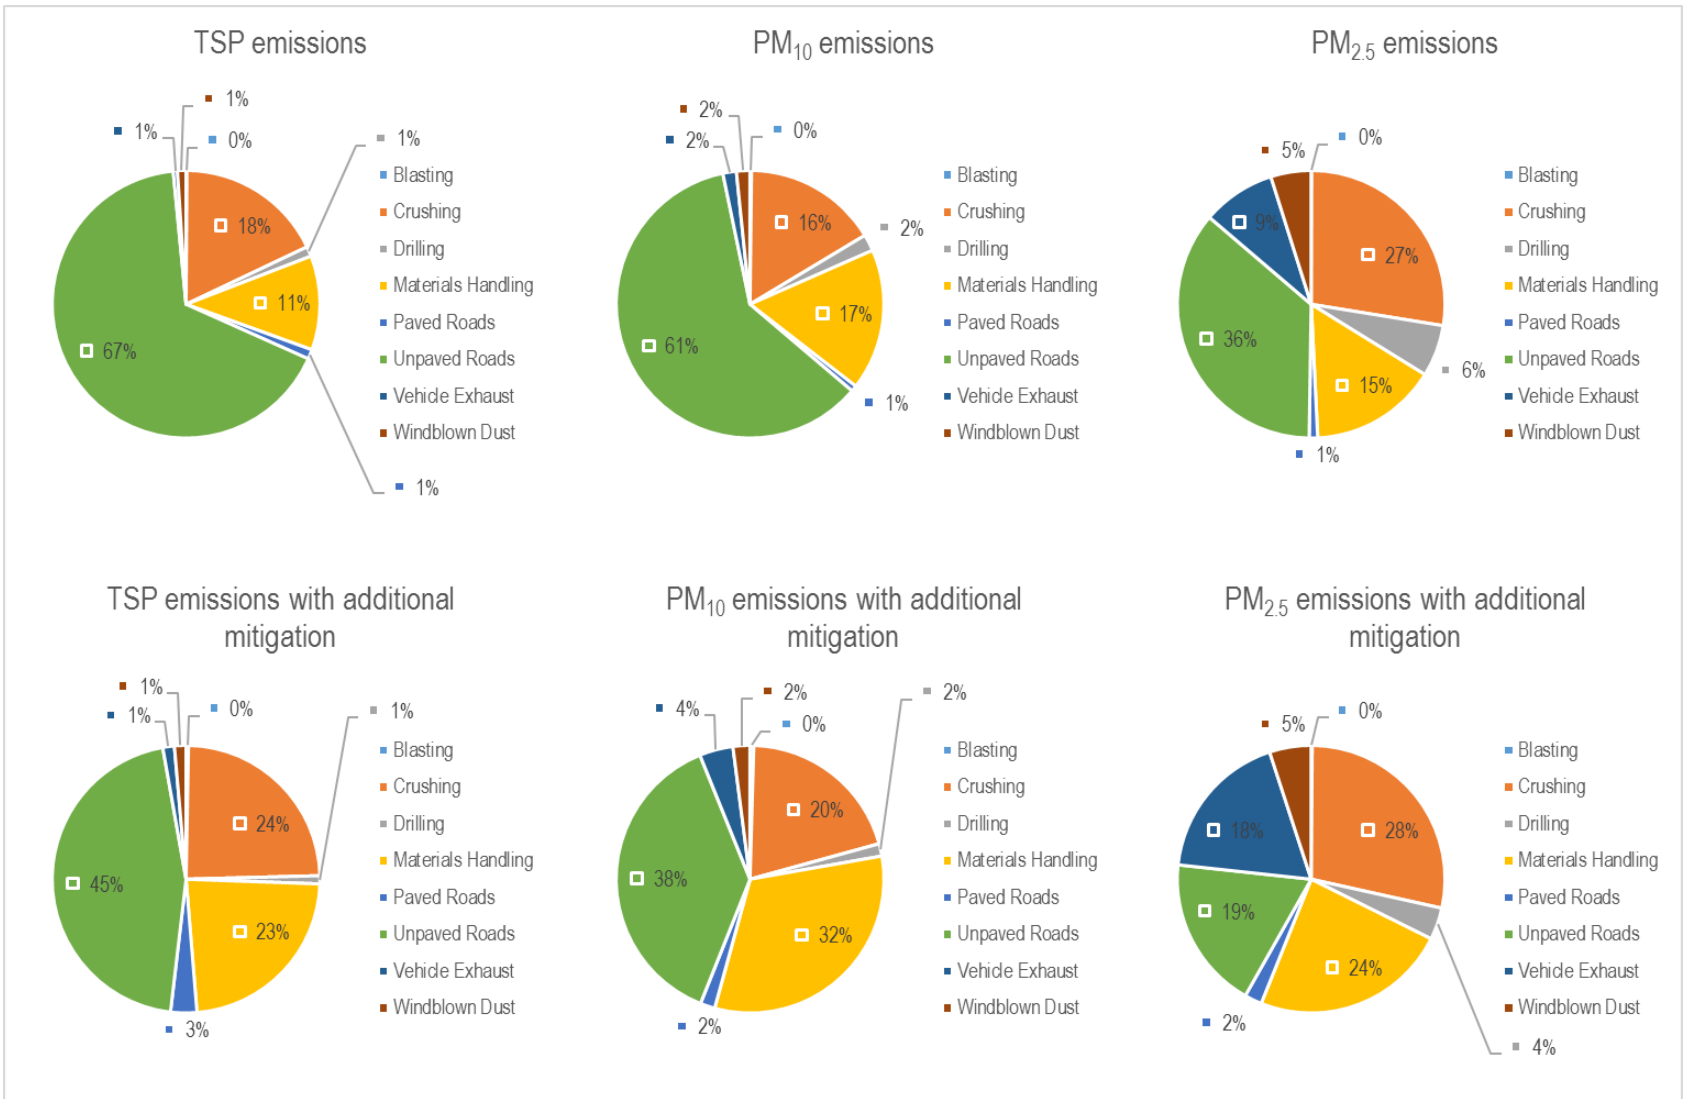 TSP emissions
1%
1%
0%
1%
18%
11%
67%
1%
Blasting
Crushing
Drilling
Materials Handling
Paved Roads
Unpaved Roads
Vehicle Exhaust
Windblown Dust
PM10 emissions
2%
2%
0%
16%
2%
17%
61%
1%
Blasting
Crushing
Drilling
Materials Handling
Paved Roads
Unpaved Roads
Vehicle Exhaust
Windblown Dust
PM2.5 emissions
0%
5%
9%
27%
36%
15%
6%
1%
Blasting
Crushing
Drilling
Materials Handling
Paved Roads
Unpaved Roads
Vehicle Exhaust
Windblown Dust
TSP emissions with additional
mitigation
1%
1%
0%
1%
24%
45%
23%
3%
Blasting
Crushing
Drilling
Materials Handling
Paved Roads
Unpaved Roads
Vehicle Exhaust
Windblown Dust
PM10 emissions with additional
mitigation
4%
2%
0%
2%
20%
38%
32%
2%
Blasting
Crushing
Drilling
Materials Handling
Paved Roads
Unpaved Roads
Vehicle Exhaust
Windblown Dust
PM2.5 emissions with additional
mitigation
0%
5%
18%
28%
19%
24%
2%
4%
Blasting
Crushing
Drilling
Materials Handling
Paved Roads
Unpaved Roads
Vehicle Exhaust
Windblown Dust